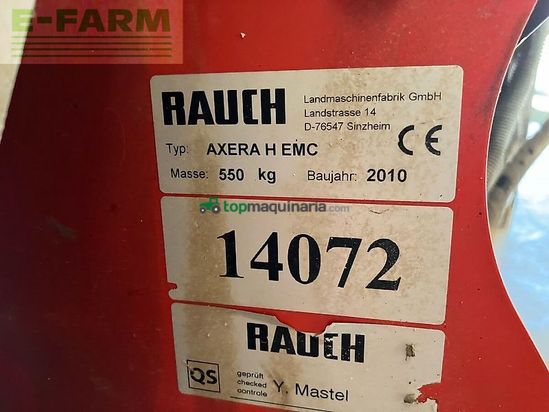 E-FARM
RAUCH
Landmaschinenfabrik GmbH
Landstrasse 14
D-76547 Sinzheim
Typ: AXERA H EMC
CE
Masse: 550 kg Baujahr: 2010
topmaquinaria.com
14072
RAUCH
QS
geprüft
checked
controle
Y. Mastel